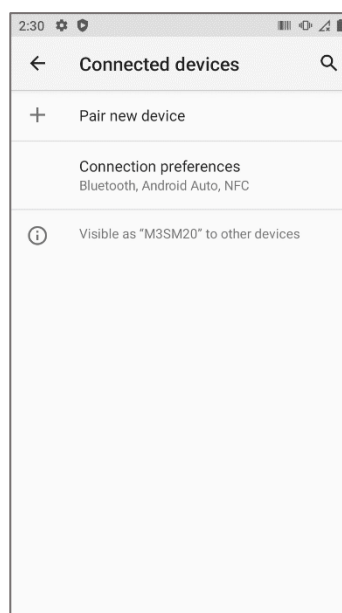 2:30
Connected devices
Pair new device
Connection preferences
Bluetooth, Android Auto, NFC
Visible as “M3SM20” to other devices